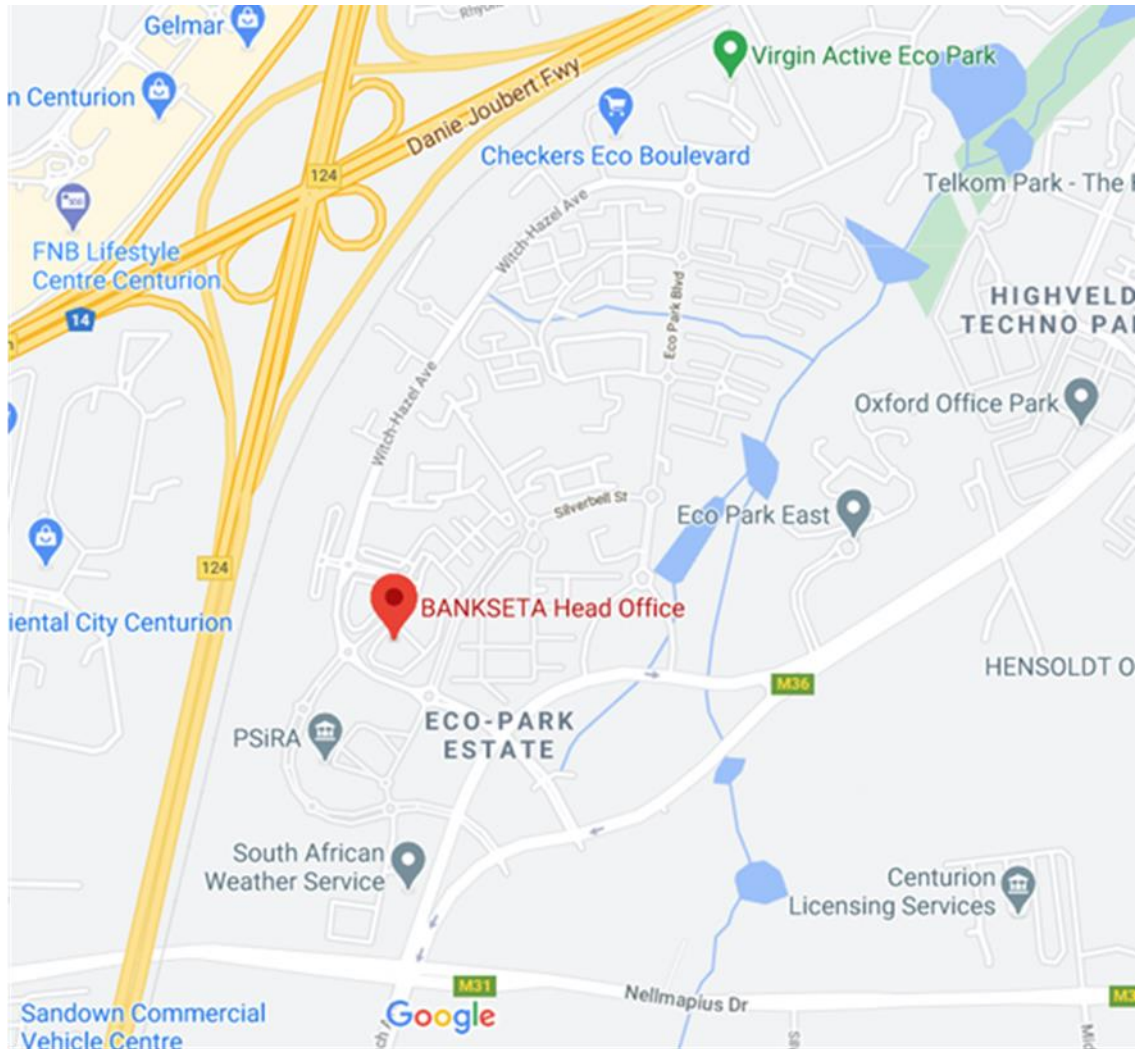 Gelmar
Virgin Active Eco Park
m Centurion
Danie Joubert Fwy
Checkers Eco Boulevard
124
Telkom Park - The
FNB Lifestyle
Centre Centurion
Witch-Hazel Ave
14
HIGHVELD
TECHNO PA
Eco Park Blvd
Witch-Hazel Ave
Oxford Office Park
Silverbell St
Eco Park East
124
BANKSETA Head Office
iental City Centurion
HENSOLDT O
M36
PSiRA
ECO-PARK
ESTATE
South African
Weather Service
Centurion
Licensing Services
M31
Nellmapius Dr
M3
Sandown Commercial
Vehicle Centre
Google